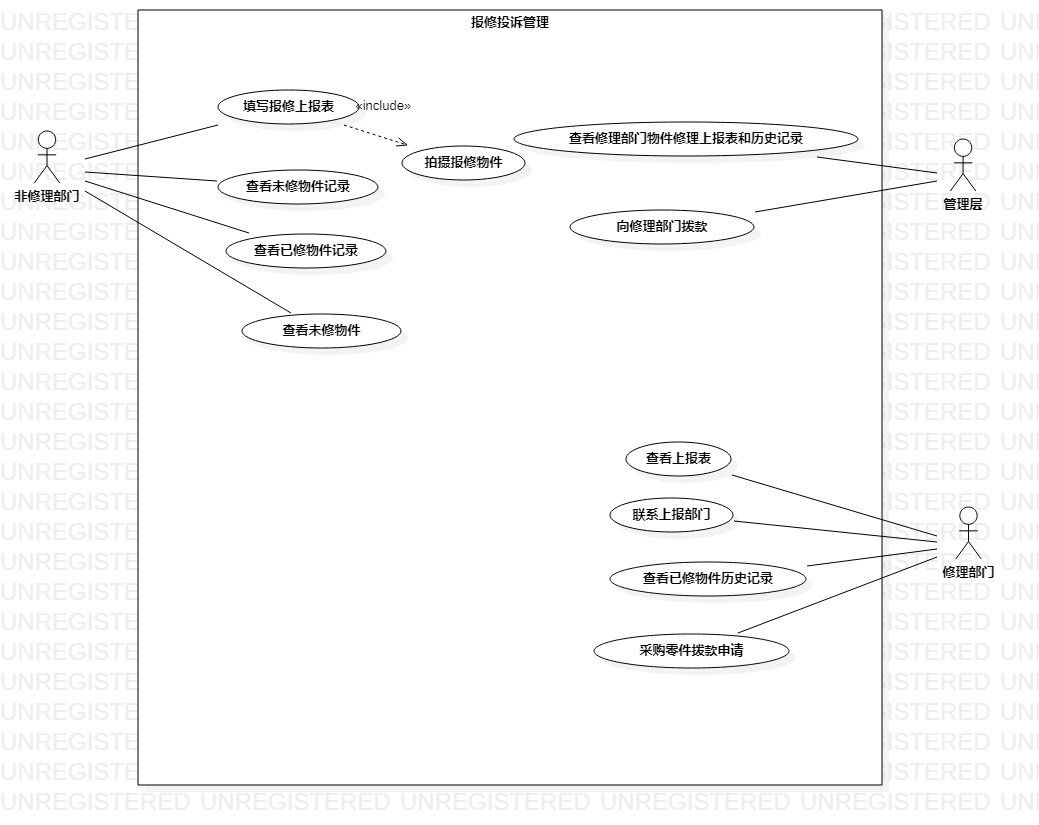 报修投诉管理
填写报修上报表
«include»
拍摄报修物件
查看修理部门物件修理上报表和历史记录
非修理部门
查看未修物件记录
管理层
向修理部门拨款
查看已修物件记录
查看未修物件
查看上报表
联系上报部门
修理部门
查看已修物件历史记录
采购零件拨款申请
UNREGISTERED UNREGISTERED UNREGISTERED UNREGISTERED UNREGISTERED UNI